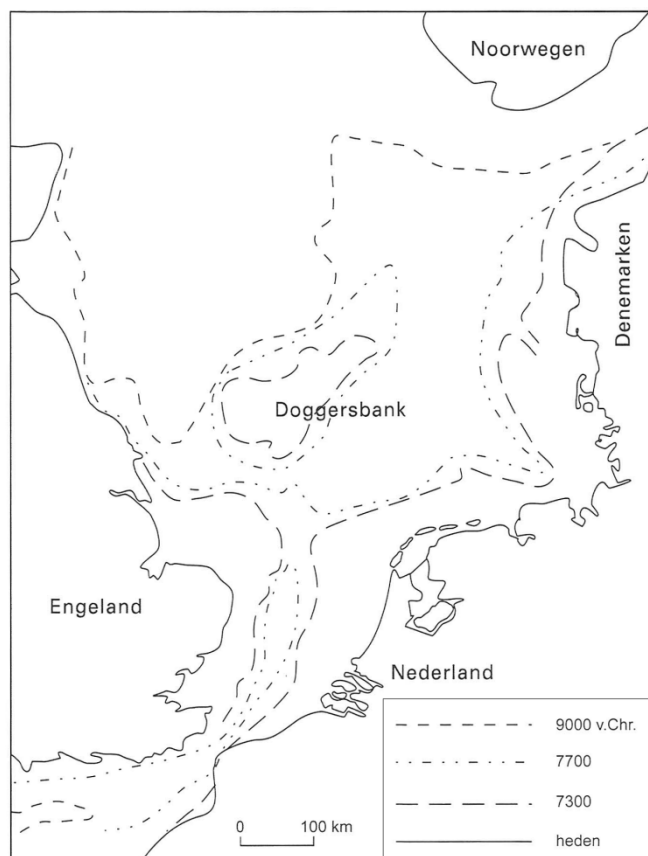 Noorwegen
Denemarken
Doggersbank
Engeland
Nederland
9000 v.Chr.
7700
7300
heden
0 100 km